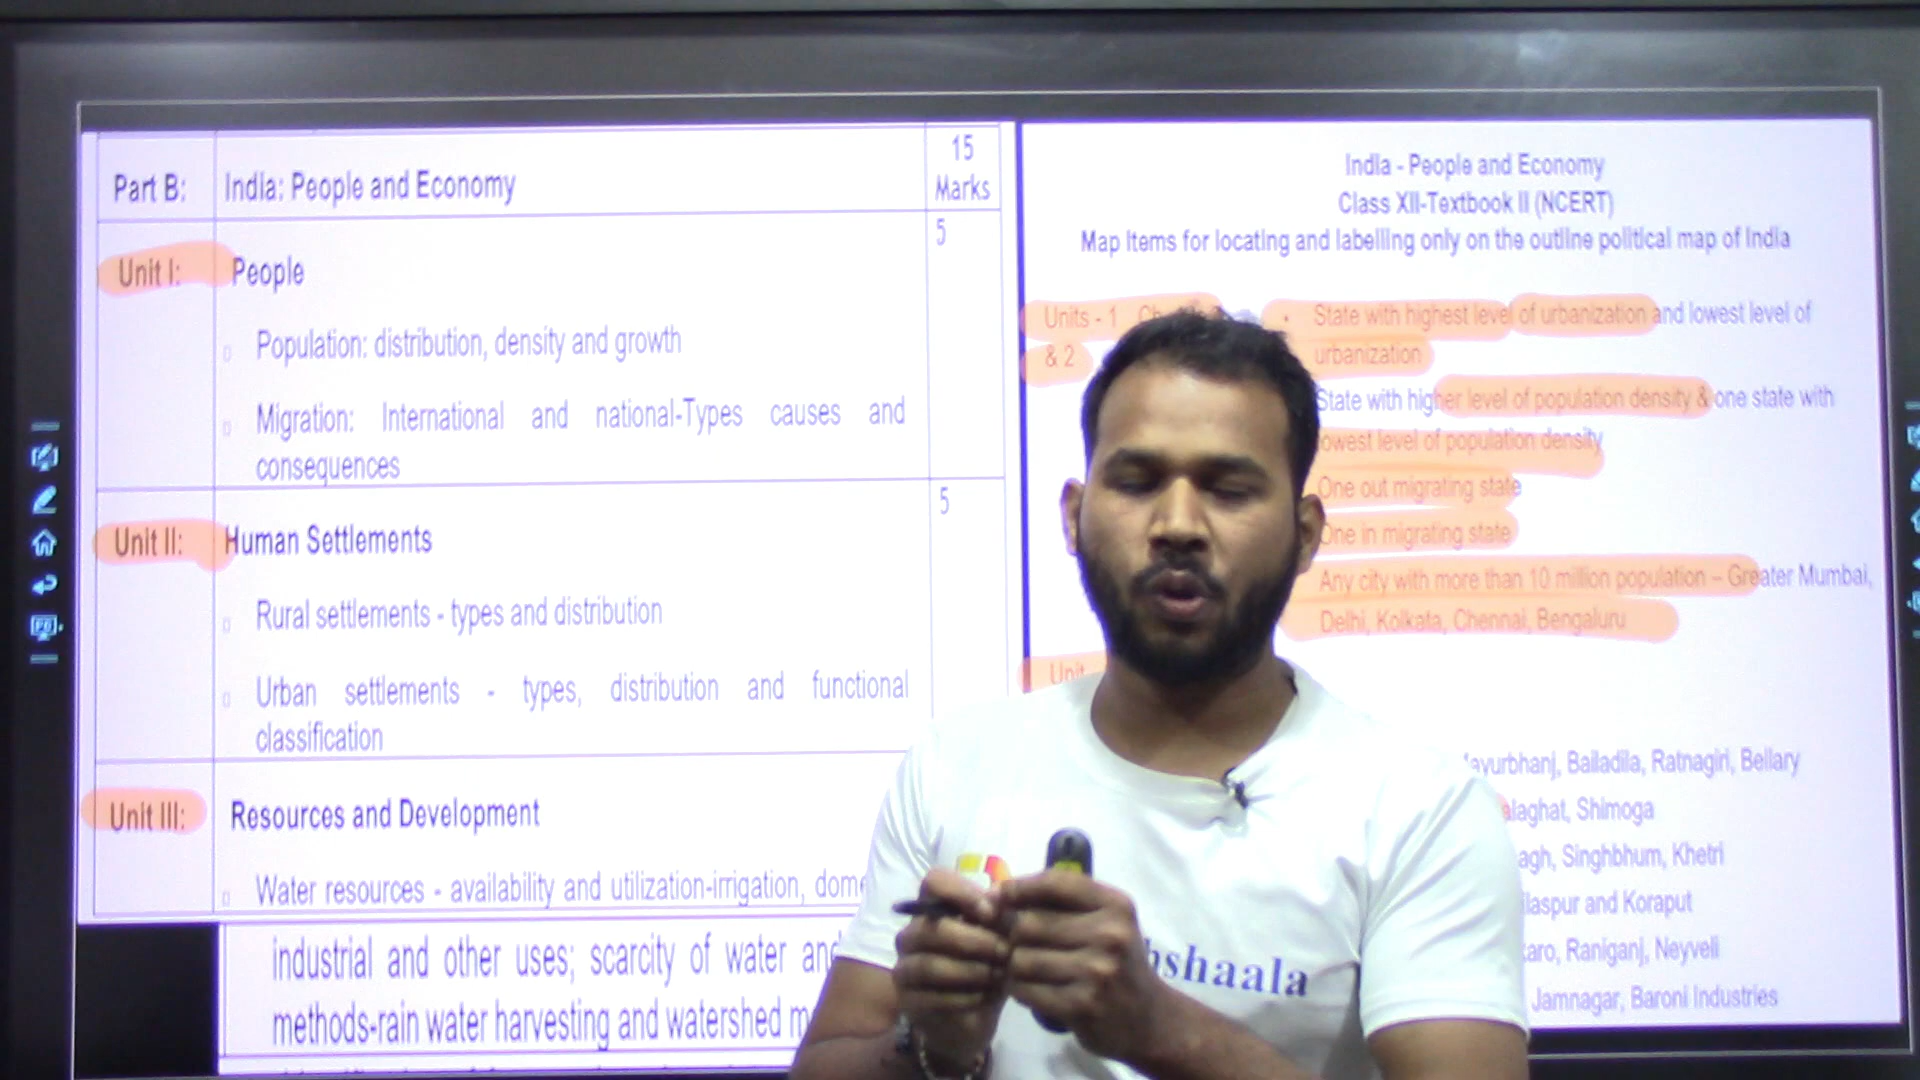 Part B:
India: People and Economy
15
Marks
Unit I:
People
5
Population: distribution, density and growth
Migration: International and national-Types causes and
consequences
Unit II:
Human Settlements
5
Rural settlements - types and distribution
Urban settlements - types, distribution and functional
classification
Unit III:
Resources and Development
Water resources - availability and utilization-irrigation,
industrial and other uses; scarcity of water
methods-rain water harvesting and watershed
India - People and Economy
Class XII-Textbook II (NCERT)
Map Items for locating and labelling only on the outline political map of India
Units - 1
& 2
• State with highest level of urbanization and lowest level of
urbanization
State with higher level of population density & one state with
lowest level of population density
One out migrating state
One in migrating state
Any city with more than 10 million population – Greater Mumbai,
Delhi, Kolkata, Chennai, Bengaluru
Unit
Bailadila, Ratnagiri, Bellary
Shimoga
Singhbhum, Khetri
and Koraput
Raniganj, Neyveli
Jamnagar, Baroni Industries
shaala